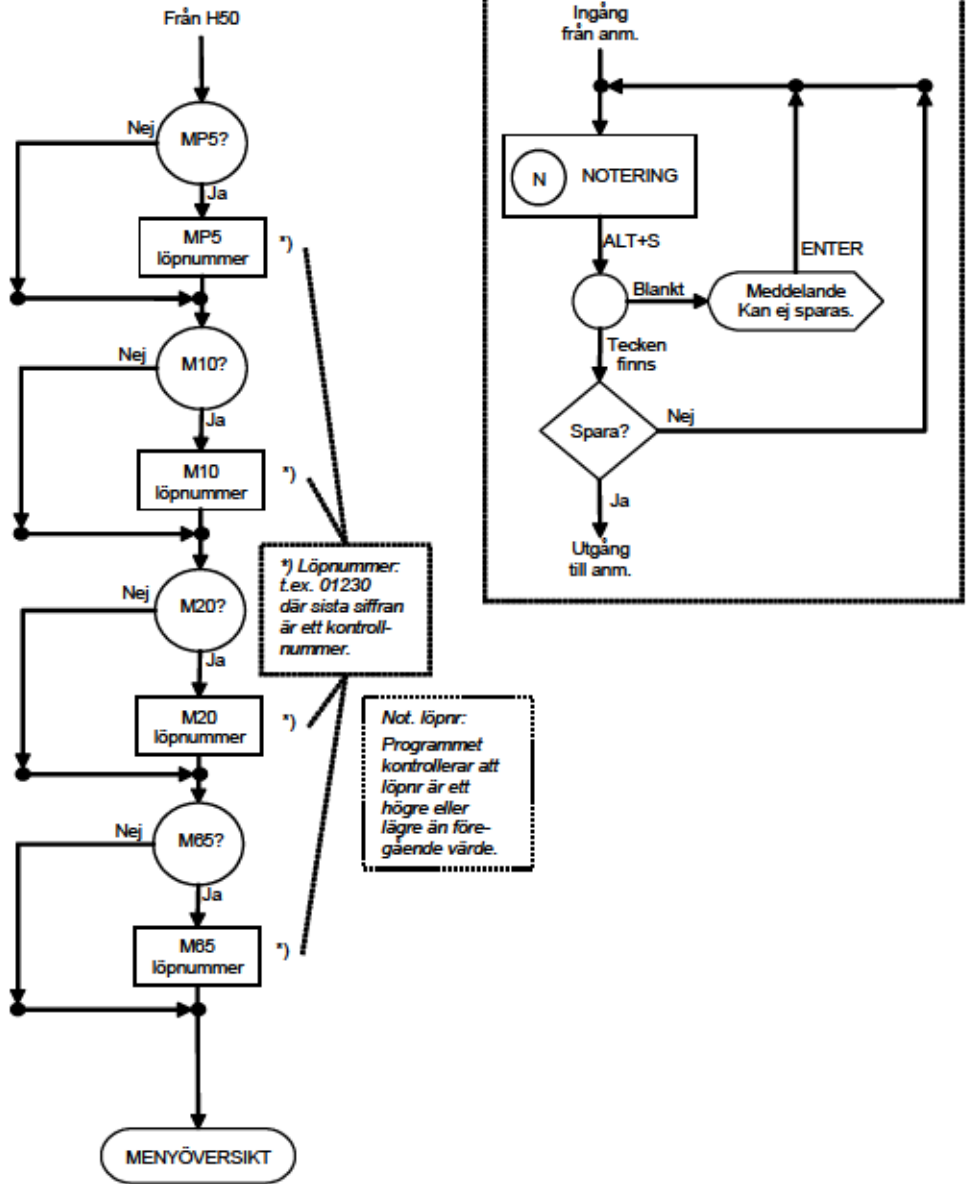 Från H50
MP5?
Nej
Ja
MP5
löpnummer
*)
M10?
Nej
Ja
M10
löpnummer
*)
*) Löpnummer:
t.ex. 01230
där sista siffran
är ett kontroll-
nummer.
M20?
Nej
Ja
M20
löpnummer
*)
Not. löpnr:
Programmet
kontrollerar att
löpnr är ett
högre eller
lägre än före-
gående värde.
M65?
Nej
Ja
M65
löpnummer
*)
MENYÖVERSIKT
Ingång
från anm.
N
NOTERING
ALT+S
Blankt
Meddelande
Kan ej sparas.
ENTER
Tecken
finns
Spara?
Nej
Ja
Utgång
till anm.